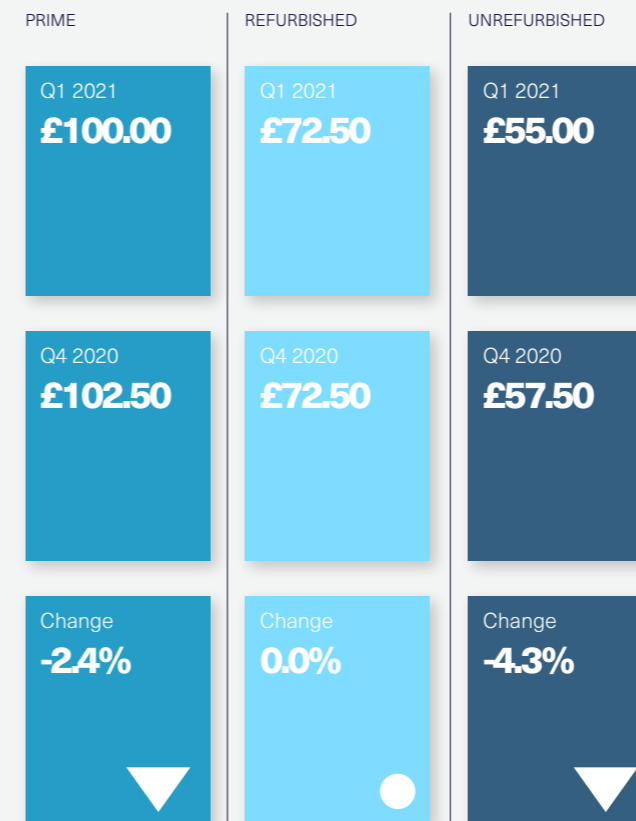 PRIME
Q1 2021
£100.00
Q4 2020
£102.50
Change
-2.4%
REFURBISHED
Q1 2021
£72.50
Q4 2020
£72.50
Change
0.0%
UNREFURBISHED
Q1 2021
£55.00
Q4 2020
£57.50
Change
-4.3%